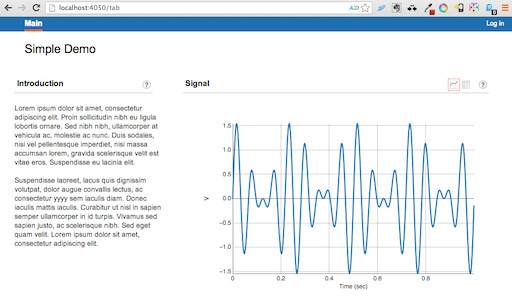 localhost:4050/tab
Main
Log in
Simple Demo
Introduction
?
Signal
?
Lorem ipsum dolor sit amet, consectetur
adipiscing elit. Proin sollicitudin nibh eu ligula
lobortis ornare. Sed nibh nibh, ullamcorper at
vehicula ac, molestie ac nunc. Duis sodales,
nisi vel pellentesque imperdiet, nisi massa
accumsan lorem, gravida scelerisque velit est
vitae eros. Suspendisse eu lacinia elit.
Suspendisse laoreet, lacus quis dignissim
volutpat, dolor augue convallis lectus, ac
consectetur yyyy sem iaculis diam. Donec
iaculis mattis iaculis. Curabitur ut nisl in sapien
semper ullamcorper in id turpis. Vivamus sed
sapien justo, ac scelerisque nibh. Sed eget
quam velit. Lorem ipsum dolor sit amet,
consectetur adipiscing elit.
1.5
1.0
0.5
0.0
−0.5
−1.0
−1.5
V
0
0.2
0.4
0.6
0.8
Time (sec)